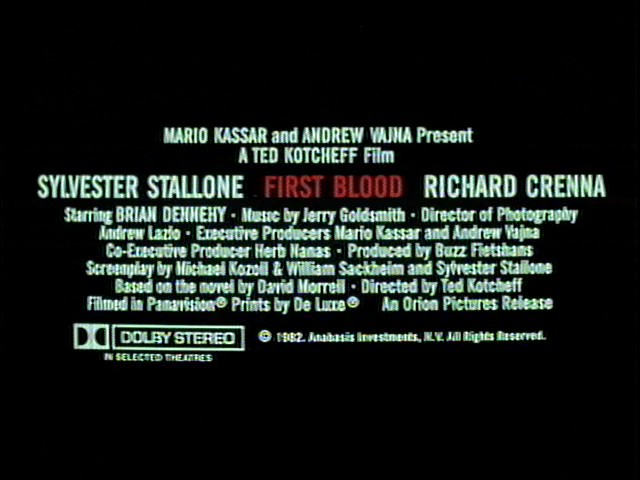 MARIO KASSAR and ANDREW VAJNA Present
A TED KOTCHEFF Film
SYLVESTER STALLONE FIRST BLOOD RICHARD CRENNA
Starring BRIAN DENNEHY · Music by Jerry Goldsmith · Director of Photography
Andrew Lazlo · Executive Producers Mario Kassar and Andrew Vajna
Co-Executive Producer Herb Nanas · Produced by Buzz Fietshans
Screenplay by Michael Kozoll & William Sackheim and Sylvester Stallone
Based on the novel by David Morrell · Directed by Ted Kotcheff
Filmed in Panavision® Prints by De Luxe® An Orion Pictures Release
DOLBY STEREO © 1982. Anabasis Investments, N.V. All Rights Reserved.
IN SELECTED THEATRES